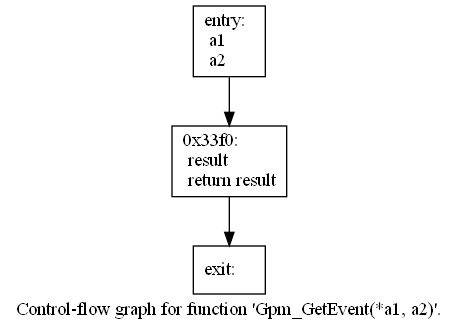 entry:
a1
a2
0x33f0:
result
return result
exit:
Control-flow graph for function 'Gpm_GetEvent(*a1, a2)'.